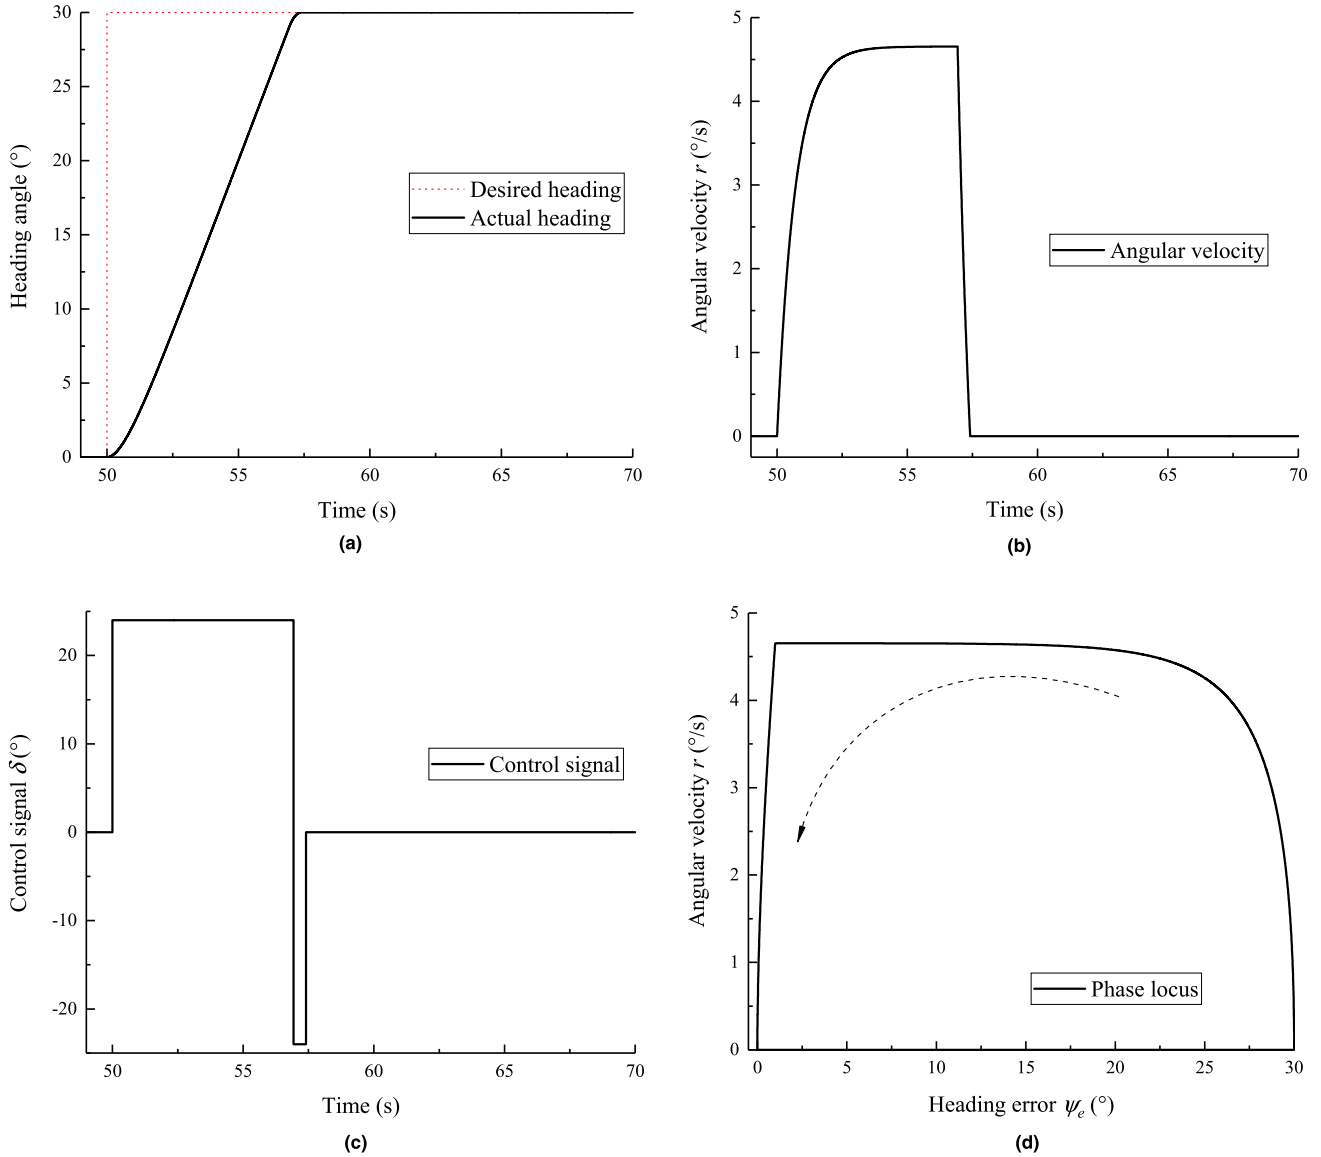 30
25
20
15
10
5
0
Heading angle (°)
Desired heading
Actual heading
50 55 60 65 70
Time (s)
(a)
5
4
3
2
1
0
Angular velocity r (°/s)
Angular velocity
50 55 60 65 70
Time (s)
(b)
20
10
0
-10
-20
Control signal δ (°)
Control signal
50 55 60 65 70
Time (s)
(c)
5
4
3
2
1
0
Angular velocity r (°/s)
Phase locus
0 5 10 15 20 25 30
Heading error ψe (°)
(d)